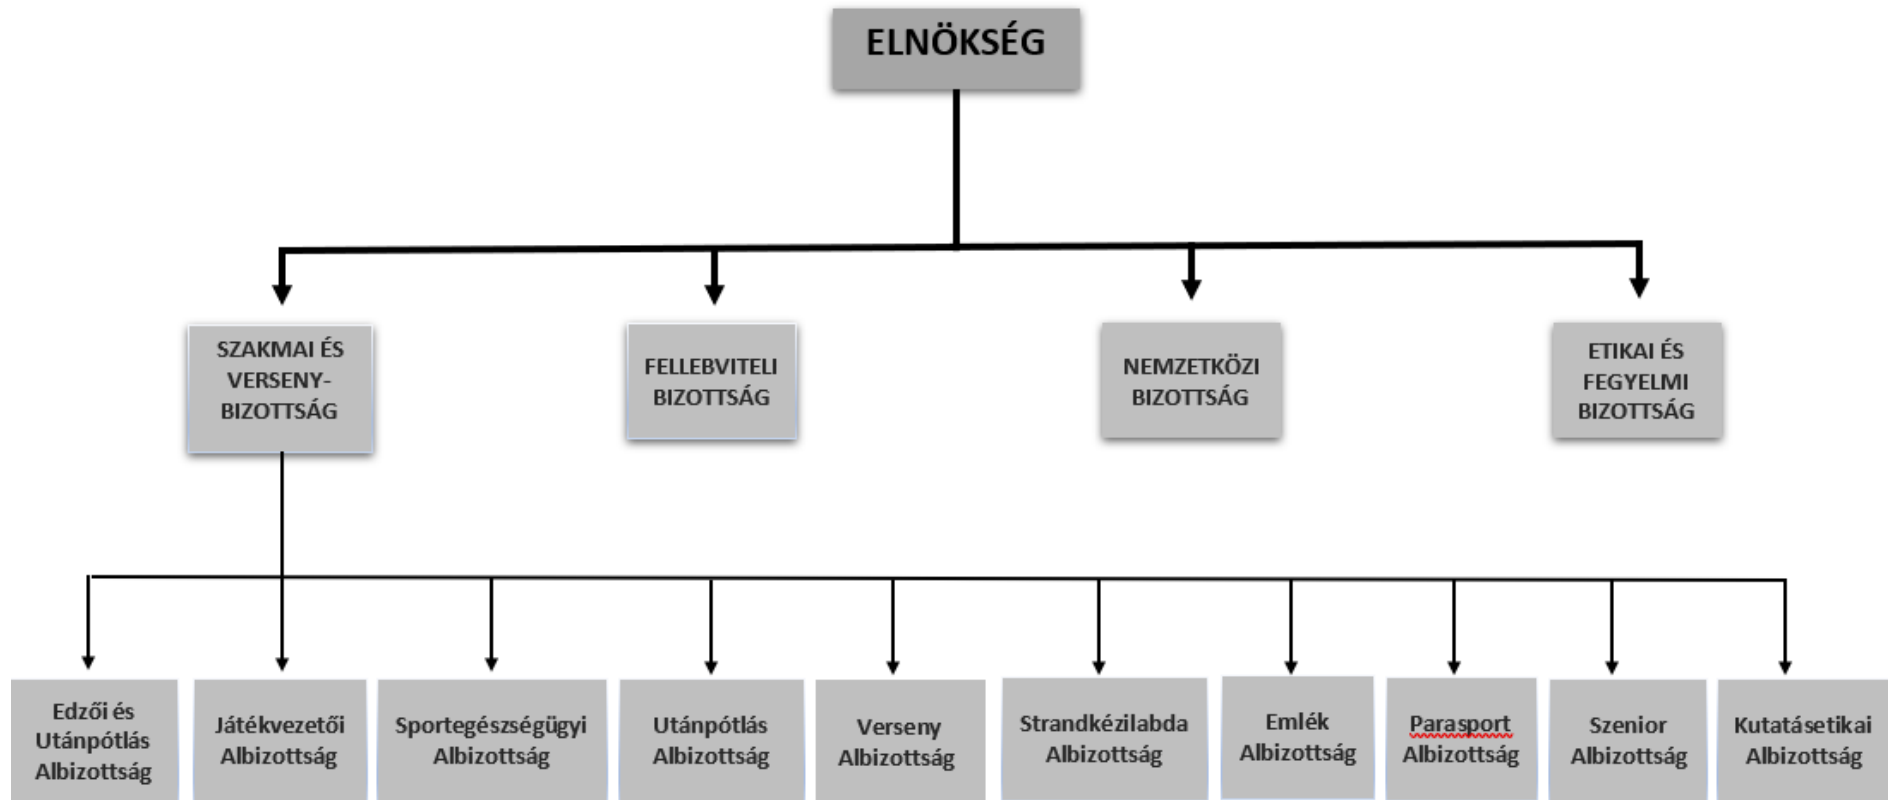 ELNÖKSÉG
SZAKMAI ÉS
VERSENY-
BIZOTTSÁG
FELLEBVITELI
BIZOTTSÁG
NEMZETKÖZI
BIZOTTSÁG
ETIKAI ÉS
FEGYELMI
BIZOTTSÁG
Edzői és
Utánpótlás
Albizottság
Játékvezetői
Albizottság
Sportegészségügyi
Albizottság
Utánpótlás
Albizottság
Verseny
Albizottság
Strandkézilabda
Albizottság
Emlék
Albizottság
Parasport
Albizottság
Szenior
Albizottság
Kutatásetikai
Albizottság